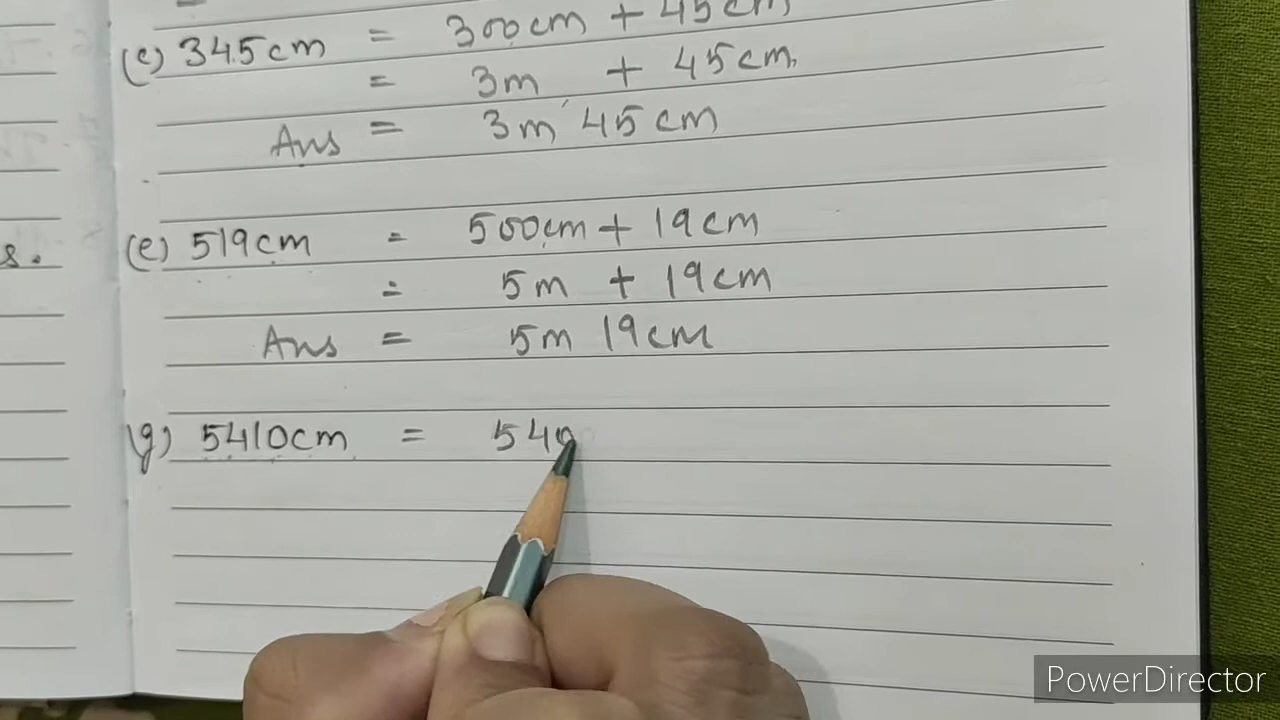 (c) 345cm = 300cm + 45cm
= 3m + 45cm.
Ans = 3m 45cm
s.
(e) 519cm = 500cm + 19cm
= 5m + 19cm
Ans = 5m 19cm
(g) 5410cm = 540
PowerDirector